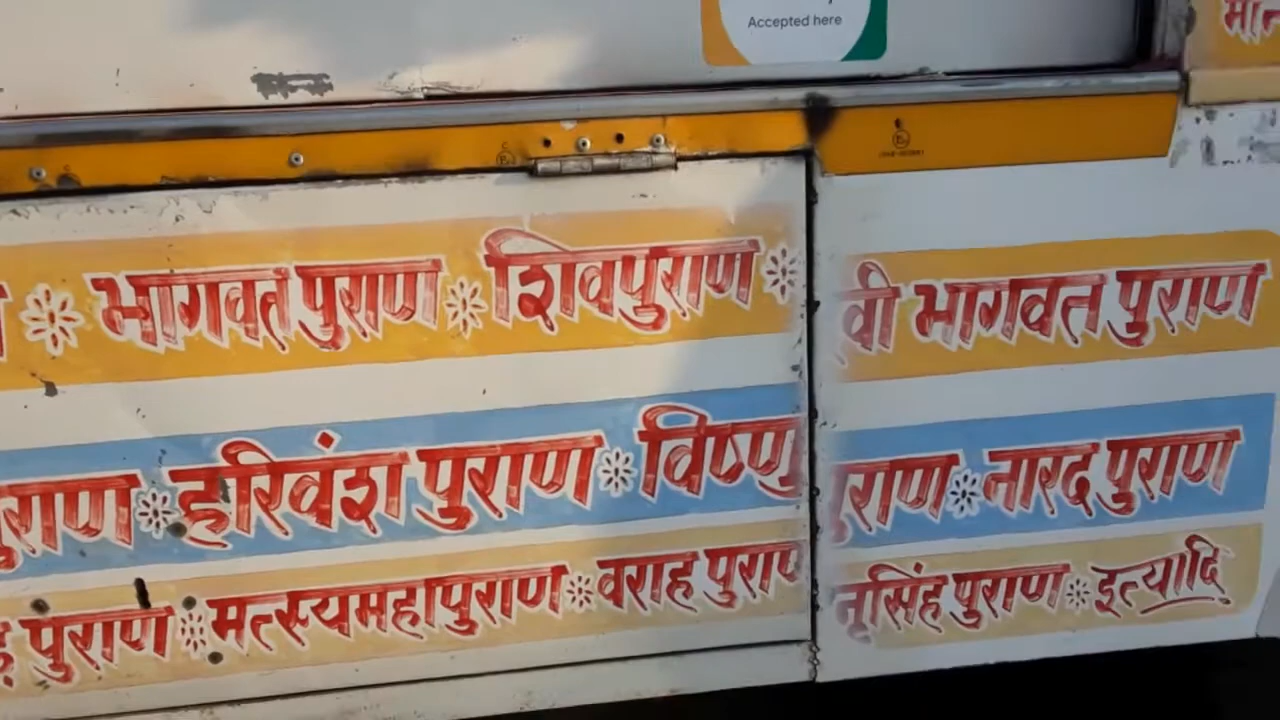 Accepted here
भागवत पुराण शिवपुराण वी भागवत पुराण
पुराण हरिवंश पुराण विष्णु पुराण नारद पुराण
पुराण मत्स्यमहापुराण वराह पुराण नृसिंह पुराण इत्यादि